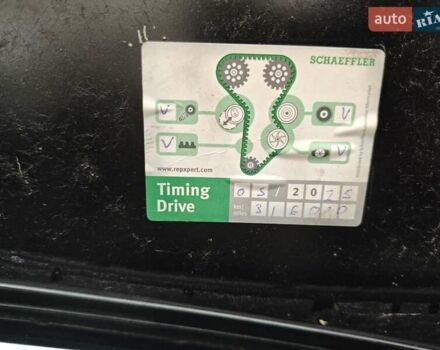 auto RIA
SCHAEFFLER
V
V
V
V
www.repxpert.com
Timing Drive
05/2025
km/
miles
316000